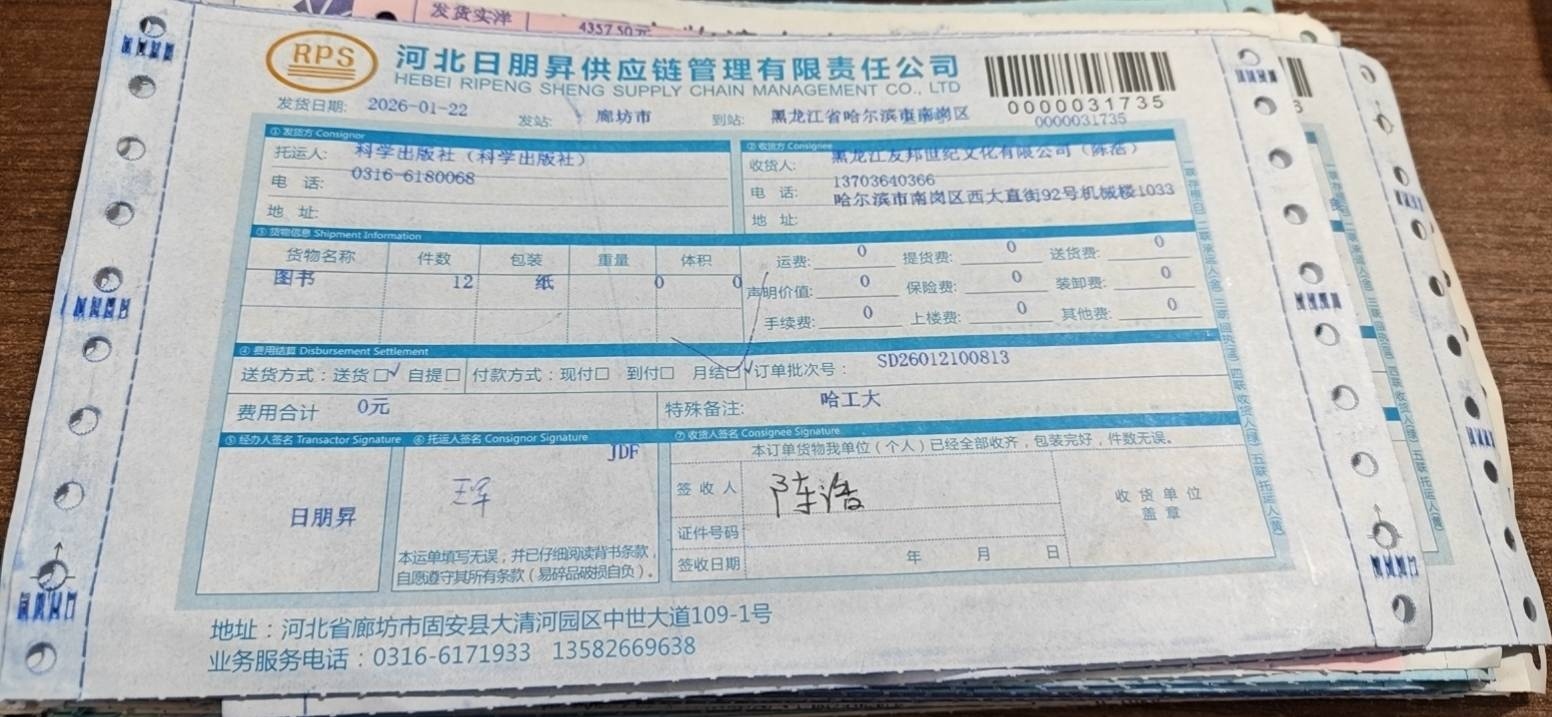 发货实洋 4357.50元
RPS 河北日朋昇供应链管理有限责任公司
HEBEI RIPENG SHENG SUPPLY CHAIN MANAGEMENT CO., LTD
0000031735
0000031735
发货日期: 2026-01-22 发站: 廊坊市 到站: 黑龙江省哈尔滨市南岗区
①发货方 Consignor
托运人: 科学出版社（科学出版社）
电 话: 0316-6180068
地 址:
②收货方 Consignee
收货人: 黑龙江友邦世纪文化有限公司（陈浩）
电 话: 13703640366
哈尔滨市南岗区西大直街92号机械楼1033
地 址:
③货物信息 Shipment Information
货物名称 件数 包装 重量 体积
图书 12 纸 0 0
运费: 0 提货费: 0 送货费: 0
声明价值: 0 保险费: 0 装卸费: 0
手续费: 0 上楼费: 0 其他费: 0
④费用结算 Disbursement Settlement
送货方式：送货☐✓ 自提☐ 付款方式：现付☐ 到付☐ 月结☐✓ 订单批次号： SD26012100813
费用合计 0元 特殊备注: 哈工大
⑤经办人签名 Transactor Signature
日朋昇
⑥托运人签名 Consignor Signature
JDF
本运单填写无误，并已仔细阅读背书条款，
自愿遵守其所有条款（易碎品破损自负）。
⑦收货人签名 Consignee Signature
本订单货物我单位（个人）已经全部收齐，包装完好，件数无误。
签收人 陈浩
证件号码
签收日期 年 月 日
收货单位
盖章
地址：河北省廊坊市固安县大清河园区中世大道109-1号
业务服务电话：0316-6171933 13582669638